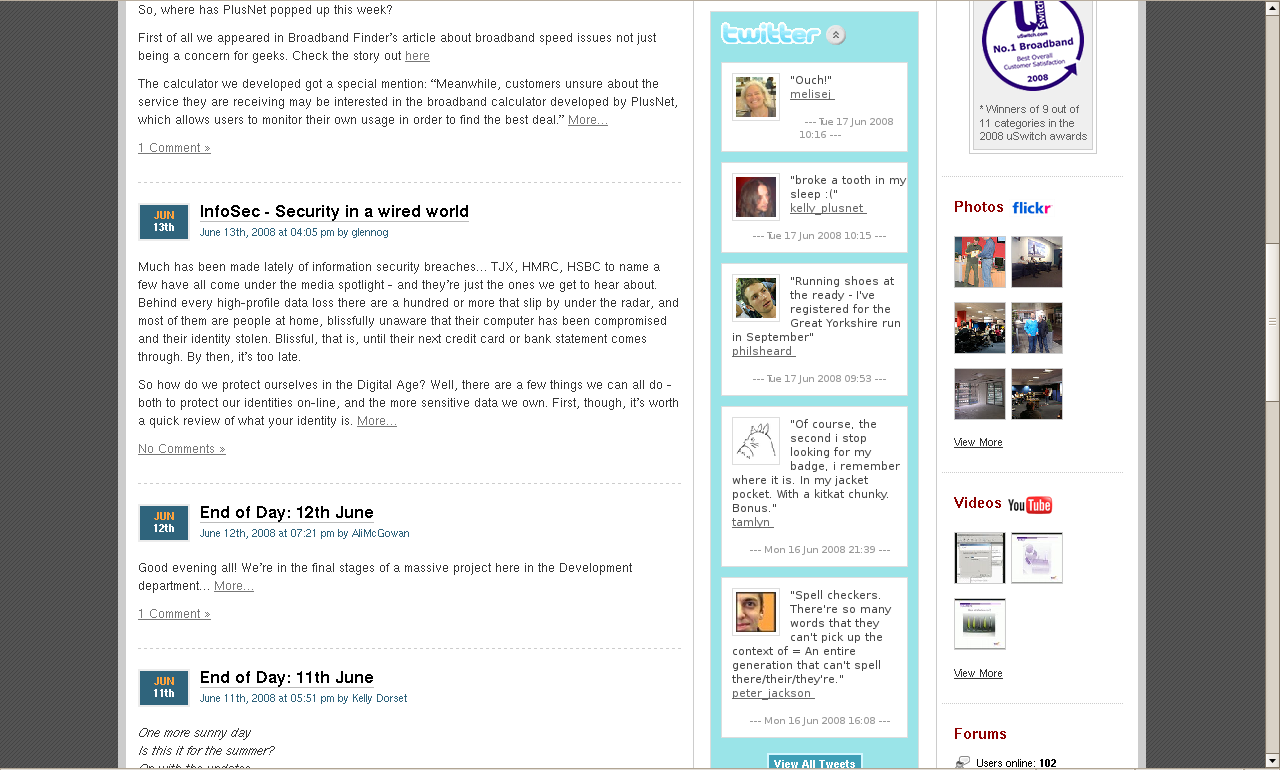 So, where has PlusNet popped up this week?
First of all we appeared in Broadband Finder's article about broadband speed issues not just
being a concern for geeks. Check it out here
The calculator we developed got a great mention: "Meanwhile, customers unsure about the
service they are receiving may be interested in the broadband calculator developed by PlusNet,
which allows users to monitor their own usage in order to find the best deal." More...
1 Comment »
JUN
13th
InfoSec - Security in a wired world
June 13th, 2008 at 04:05 pm by glennog
Much has been made lately of data-driven security breaches... TJX, HMRC, HSBC to name a
few have all come under the media spotlight - and they're just the ones we get to hear about.
Behind every high-profile data loss there are a hundred or more that slip by under the radar, and
most of them are people at home, blissfully unaware that their computer has been compromised
and their identity stolen. Blissful, that is, until their next credit card or bank statement comes
through. By then, it's too late.
So how do we protect ourselves in this Digital Age? Well, there are a few things we can all do -
both to protect our identities and all the more sensitive data we own. First, though, it's worth
a quick review of what your identity is. More...
No Comments »
JUN
12th
End of Day: 12th June
June 12th, 2008 at 07:21 pm by AliMcGowan
Good evening all! We're in the final stages of a massive project here in the Development
department... More...
1 Comment »
JUN
11th
End of Day: 11th June
June 11th, 2008 at 05:51 pm by Kelly Dorset
One more sunny day
Is this it for the summer?
On with the updates
twitter
"Ouch!"
melisej
--- Tue 17 Jun 2008
10:16 ---
"broke a tooth in my
sleep :("
kelly_plusnet
--- Tue 17 Jun 2008 10:15 ---
"Running shoes at
the ready - I've
registered for the
Great Yorkshire run
in September"
philsheard
--- Tue 17 Jun 2008 09:53 ---
"Of course, the
second i stop
looking for my
badge, i remember
where it is. In my jacket
pocket. With a kitkat chunky.
Bonus."
tamlyn
--- Mon 16 Jun 2008 21:39 ---
"Spell checkers.
There're so many
words that they
can't pick up the
context of = An entire
generation that can't spell
there/their/they're."
peter_jackson
--- Mon 16 Jun 2008 16:08 ---
View All Tweets
uSwitch
uSwitch.com
No.1 Broadband
Best Overall
Customer Satisfaction
2008
* Winners of 9 out of
11 categories in the
2008 uSwitch awards
Photos flickr
View More
Videos YouTube
View More
Forums
Users online: 102